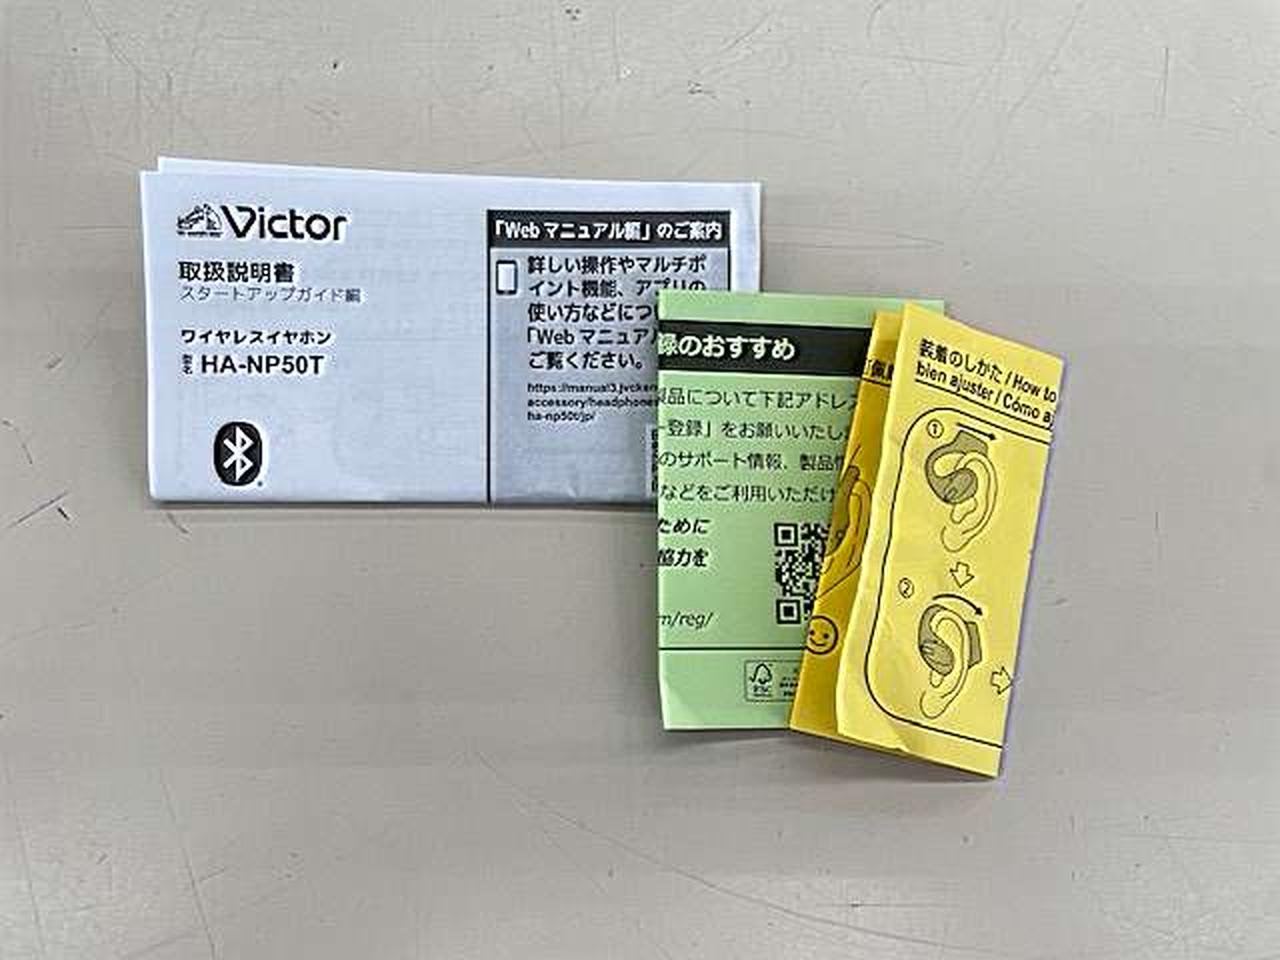 Victor
取扱説明書
スタートアップガイド編
ワイヤレスイヤホン
型名 HA-NP50T
「Web マニュアル編」のご案内
詳しい操作やマルチポ
イント機能、アプリの
使い方などにつ
「Web マニュア
ご覧ください。
https://manual3.jvcken
accessory/headphones
ha-np50t/jp/
録のおすすめ
製品について下記アドレス
ー登録」をお願いいたし
のサポート情報、製品
などをご利用いただけ
ために
協力を
m/reg/
FSC
装着のしかた / How to
bien ajuster / Cómo a
①
②